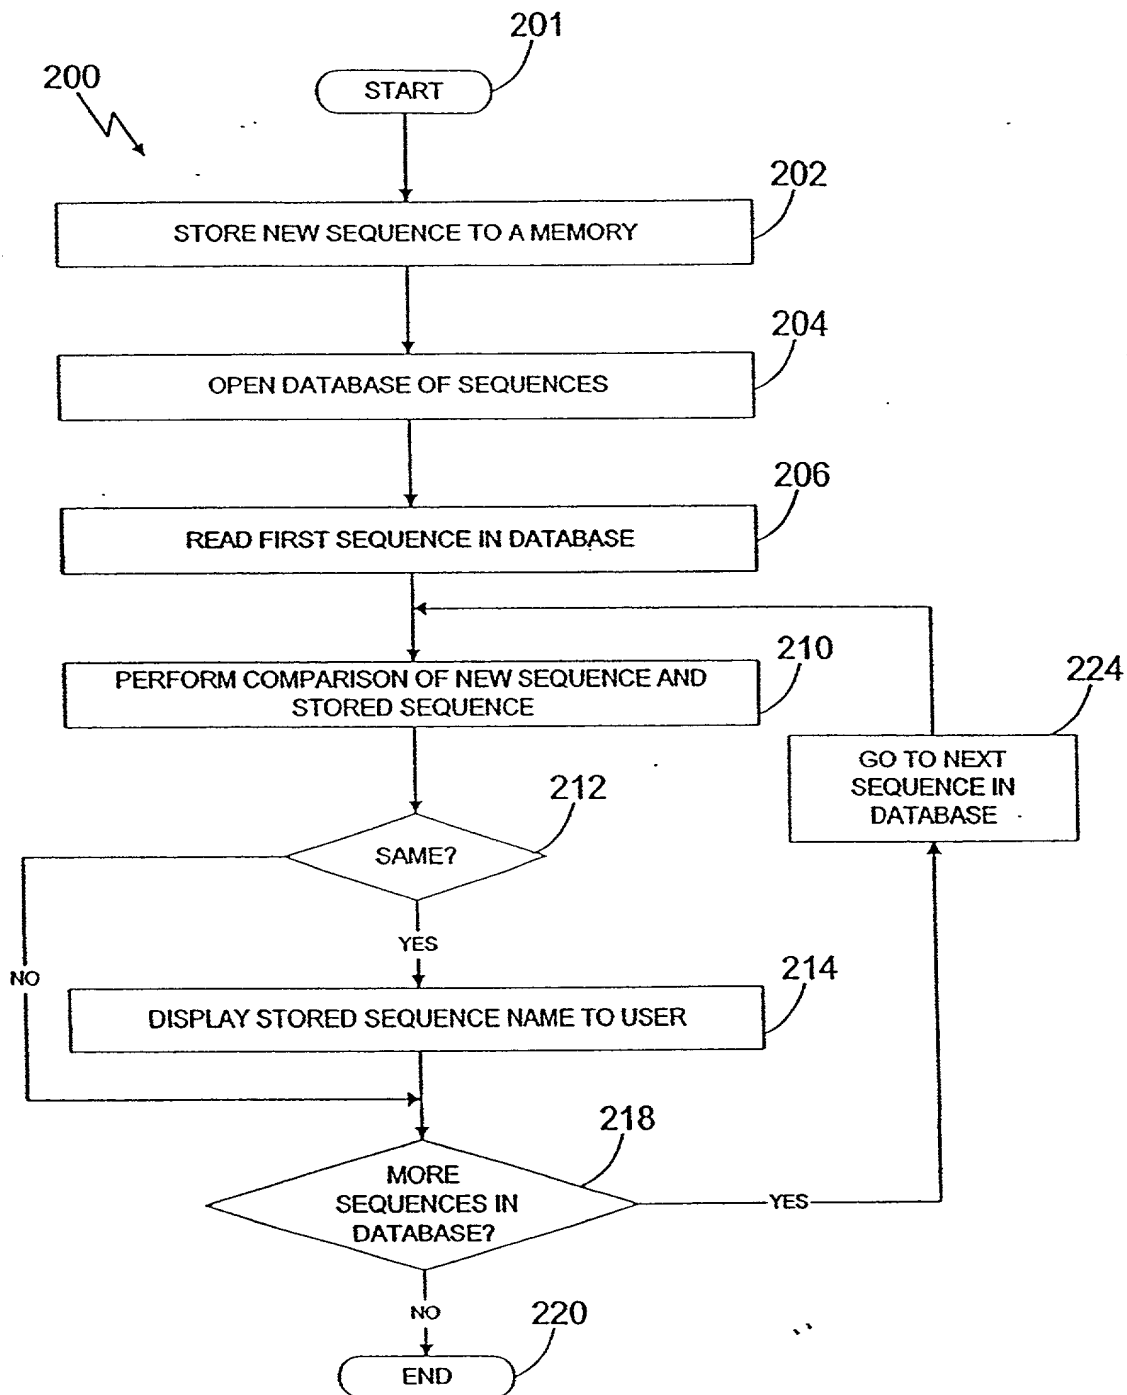 201
200
START
202
STORE NEW SEQUENCE TO A MEMORY
204
OPEN DATABASE OF SEQUENCES
206
READ FIRST SEQUENCE IN DATABASE
210
PERFORM COMPARISON OF NEW SEQUENCE AND
STORED SEQUENCE
224
GO TO NEXT
SEQUENCE IN
DATABASE
212
SAME?
YES
NO
214
DISPLAY STORED SEQUENCE NAME TO USER
218
MORE
SEQUENCES IN
DATABASE?
YES
NO
220
END